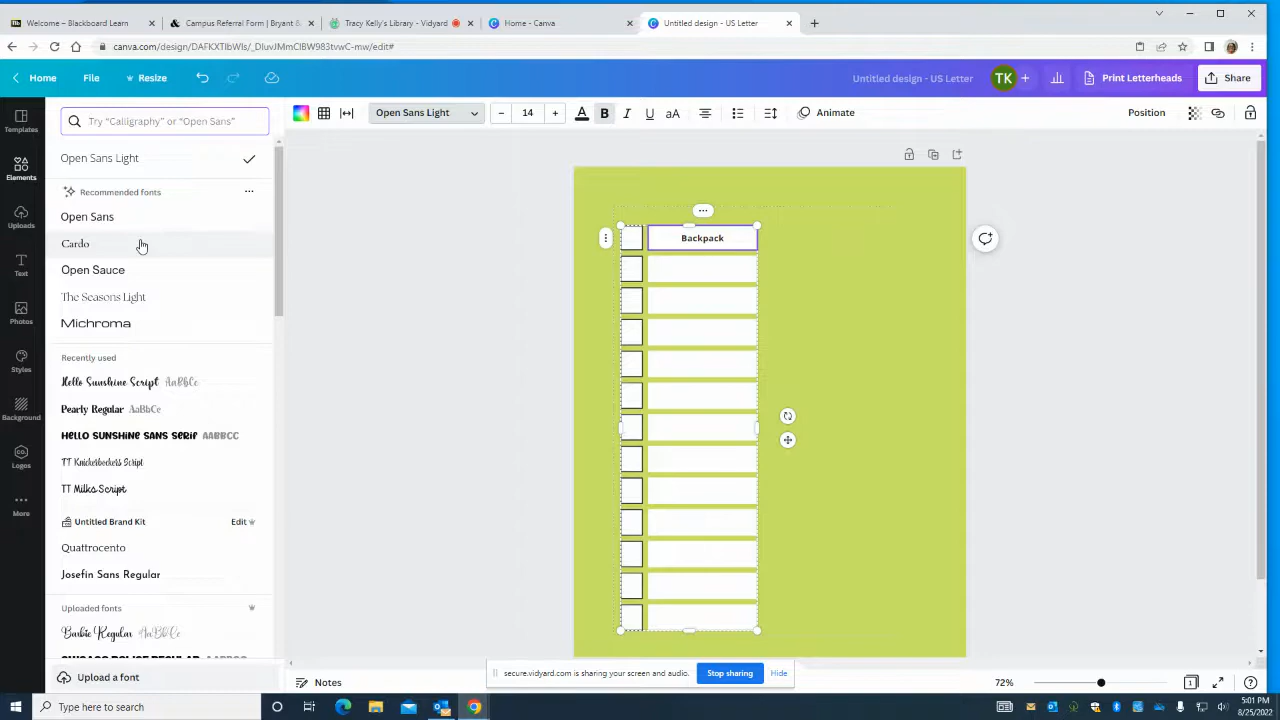 Welcome – Blackboard Learn
Campus Referral Form | Bryant &
Tracy Kelly's Library - Vidyard
Home - Canva
Untitled design - US Letter
canva.com/design/DAFKXTIbWIs/_DIuvJMmCIBW983tvwC-mw/edit#
Home
File
Resize
Untitled design - US Letter
TK
Print Letterheads
Share
Try "Calligraphy" or "Open Sans"
Open Sans Light
14
A
B
I
U
aA
Animate
Position
Templates
Elements
Uploads
Text
Photos
Styles
Background
Logos
More
Open Sans Light
Recommended fonts
Open Sans
Cardo
Open Sauce
The Seasons Light
Michroma
Recently used
Hello Sunshine Script AaBbCc
Pearly Regular AaBbCc
HELLO SUNSHINE SANS SERIF AABBCC
TT Knickerbockers Script
TT Milks Script
Untitled Brand Kit Edit
Quattrocento
Josefin Sans Regular
Uploaded fonts
Barbie Regular AaBbCc
Upload a font
Backpack
Notes
secure.vidyard.com is sharing your screen and audio.
Stop sharing
Hide
72%
1
Type here to search
5:01 PM
8/25/2022